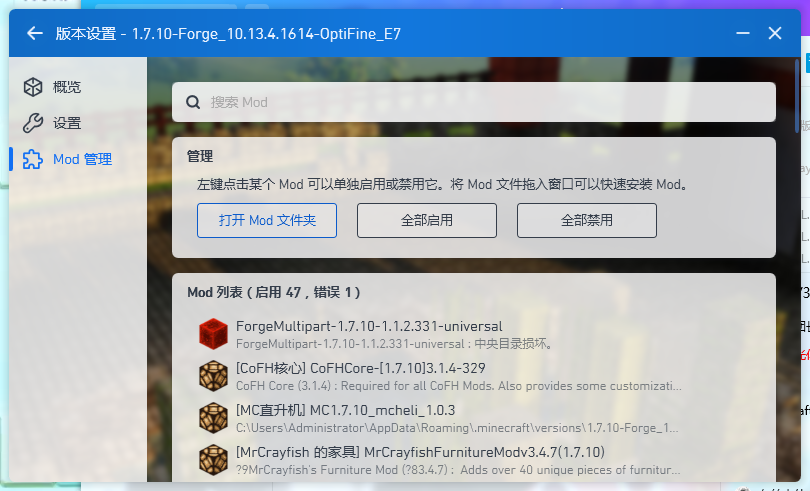 版本设置 - 1.7.10-Forge_10.13.4.1614-OptiFine_E7
概览
设置
Mod 管理
搜索 Mod
管理
左键点击某个 Mod 可以单独启用或禁用它。将 Mod 文件拖入窗口可以快速安装 Mod。
打开 Mod 文件夹
全部启用
全部禁用
Mod 列表 ( 启用 47 , 错误 1 )
ForgeMultipart-1.7.10-1.1.2.331-universal
ForgeMultipart-1.7.10-1.1.2.331-universal : 中央目录损坏。
[CoFH核心] CoFHCore-[1.7.10]3.1.4-329
CoFH Core (3.1.4) : Required for all CoFH Mods. Also provides some customizati...
[MC直升机] MC1.7.10_mcheli_1.0.3
C:\Users\Administrator\AppData\Roaming\.minecraft\versions\1.7.10-Forge_1...
[MrCrayfish 的家具] MrCrayfishFurnitureModv3.4.7(1.7.10)
?9MrCrayfish's Furniture Mod (?83.4.7) : Adds over 40 unique pieces of furnitur...